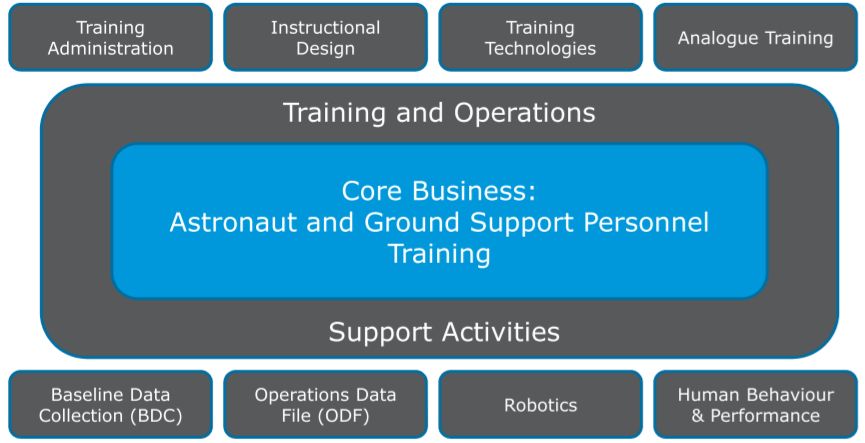 Training
Administration
Instructional
Design
Training
Technologies
Analogue Training
Training and Operations
Core Business:
Astronaut and Ground Support Personnel
Training
Support Activities
Baseline Data
Collection (BDC)
Operations Data
File (ODF)
Robotics
Human Behaviour
& Performance